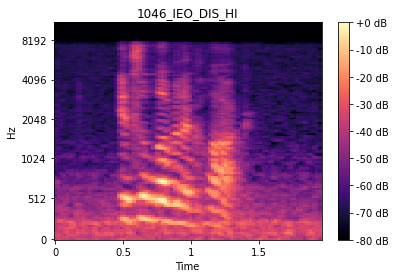 1046_IEO_DIS_HI
8192
4096
2048
1024
512
0
Hz
0
0.5
1
1.5
Time
+0 dB
-10 dB
-20 dB
-30 dB
-40 dB
-50 dB
-60 dB
-70 dB
-80 dB